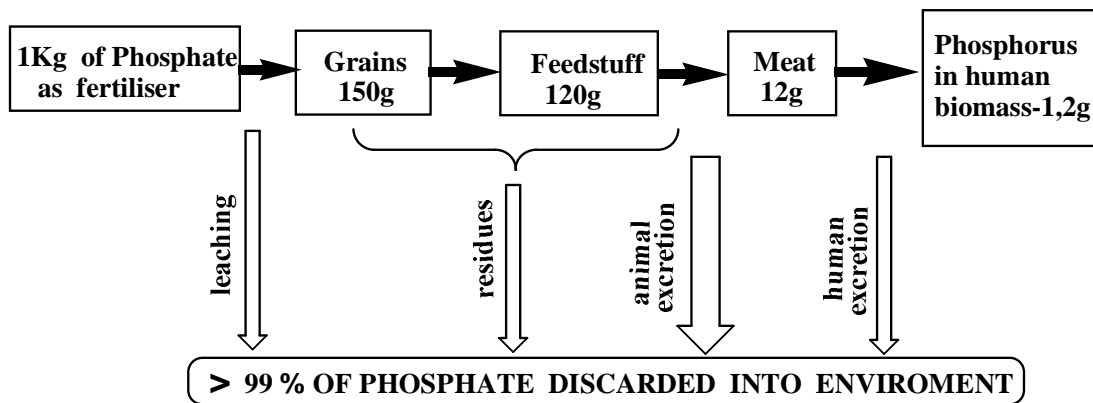 1Kg of Phosphate
as fertiliser
Grains
150g
Feedstuff
120g
Meat
12g
Phosphorus
in human
biomass-1,2g
leaching
residues
animal
excretion
human
excretion
> 99 % OF PHOSPHATE DISCARDED INTO ENVIROMENT